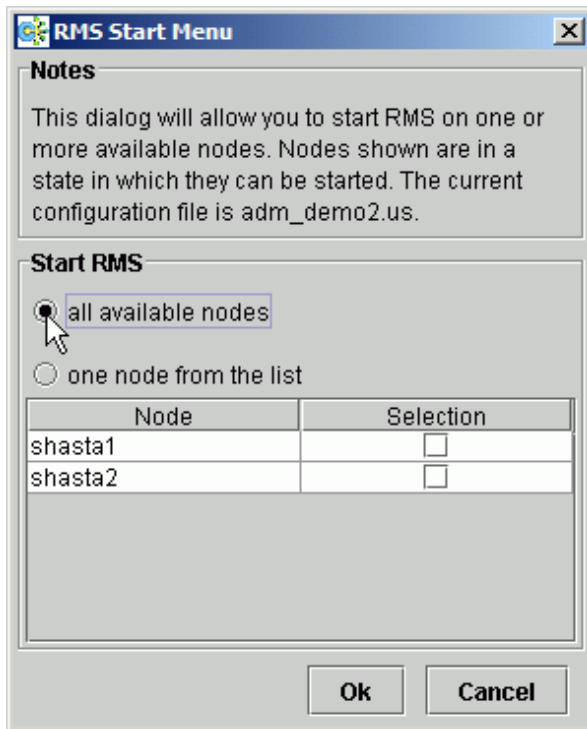 RMS Start Menu
Notes
This dialog will allow you to start RMS on one or
more available nodes. Nodes shown are in a
state in which they can be started. The current
configuration file is adm_demo2.us.
Start RMS
all available nodes
one node from the list
Node Selection
shasta1
shasta2
Ok Cancel